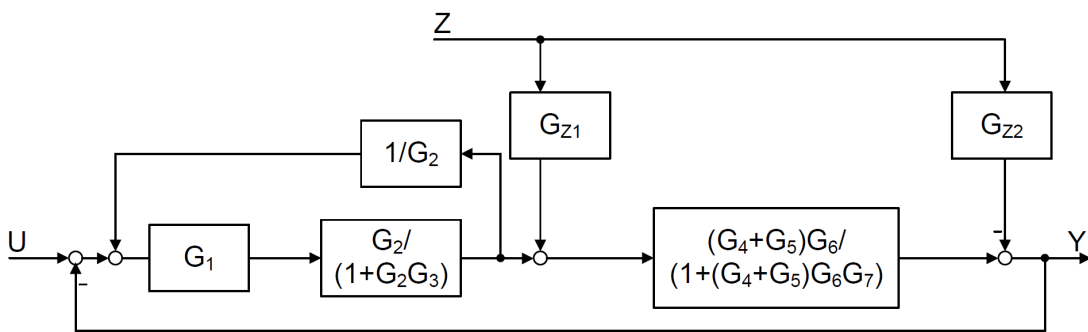 Z
G_Z1
G_Z2
1/G_2
U
G_1
G_2/
(1+G_2G_3)
(G_4+G_5)G_6/
(1+(G_4+G_5)G_6G_7)
-
Y
-